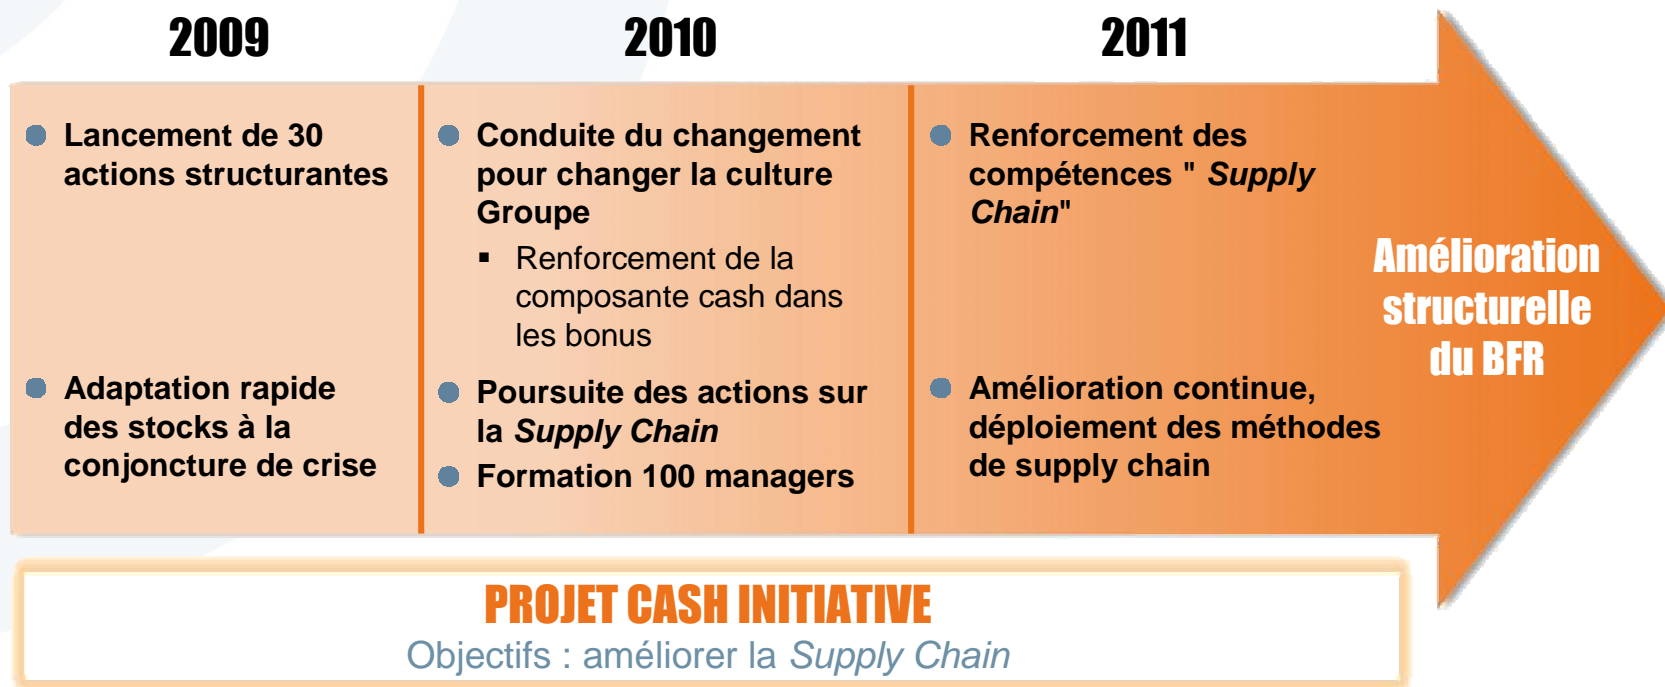 2009
Lancement de 30
actions structurantes
Adaptation rapide
des stocks à la
conjoncture de crise
2010
Conduite du changement
pour changer la culture
Groupe
Renforcement de la
composante cash dans
les bonus
Poursuite des actions sur
la Supply Chain
Formation 100 managers
2011
Renforcement des
compétences " Supply
Chain"
Amélioration continue,
déploiement des méthodes
de supply chain
Amélioration
structurelle
du BFR
PROJET CASH INITIATIVE
Objectifs : améliorer la Supply Chain